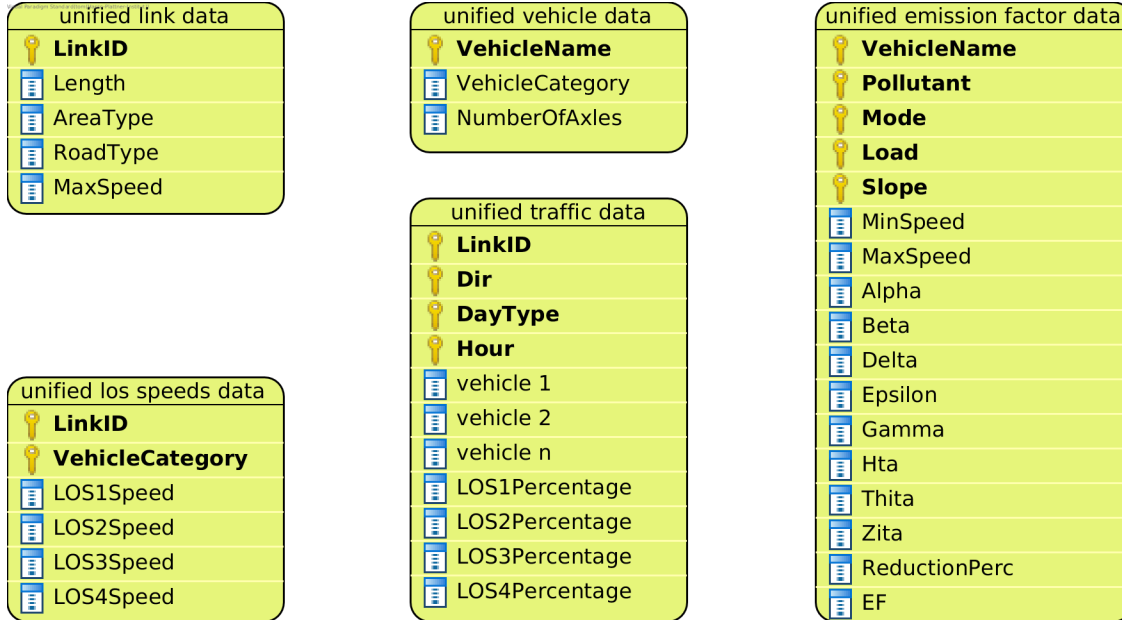 unified link data
LinkID
Length
AreaType
RoadType
MaxSpeed
unified los speeds data
LinkID
VehicleCategory
LOS1Speed
LOS2Speed
LOS3Speed
LOS4Speed
unified vehicle data
VehicleName
VehicleCategory
NumberOfAxles
unified traffic data
LinkID
Dir
DayType
Hour
vehicle 1
vehicle 2
vehicle n
LOS1Percentage
LOS2Percentage
LOS3Percentage
LOS4Percentage
unified emission factor data
VehicleName
Pollutant
Mode
Load
Slope
MinSpeed
MaxSpeed
Alpha
Beta
Delta
Epsilon
Gamma
Hta
Thita
Zita
ReductionPerc
EF